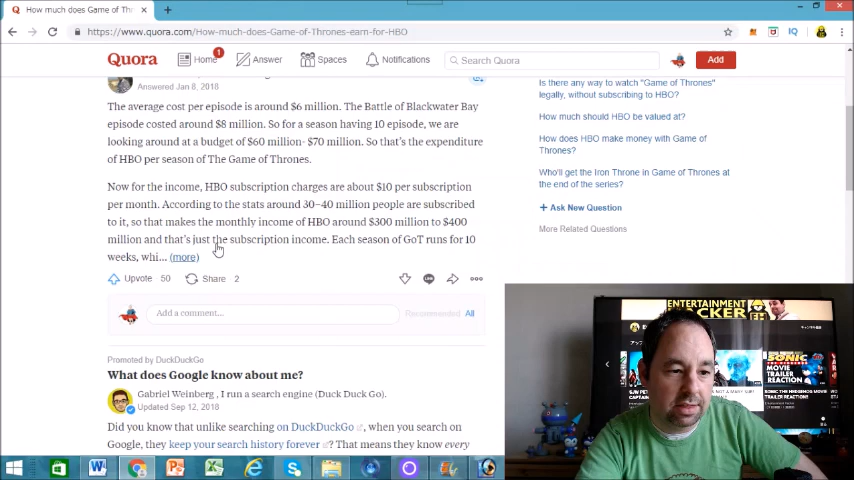 How much does Game of Thr
https://www.quora.com/How-much-does-Game-of-Thrones-earn-for-HBO
Quora
1
Home
Answer
Spaces
Notifications
Search Quora
Add
Answered Jan 8, 2018
The average cost per episode is around $6 million. The Battle of Blackwater Bay
episode costed around $8 million. So for a season having 10 episode, we are
looking around at a budget of $60 million- $70 million. So that's the expenditure
of HBO per season of The Game of Thrones.
Now for the income, HBO subscription charges are about $10 per subscription
per month. According to the stats around 30–40 million people are subscribed
to it, so that makes the monthly income of HBO around $300 million to $400
million and that's just the subscription income. Each season of GoT runs for 10
weeks, whi... (more)
Upvote 50
Share 2
Add a comment...
Recommended All
Promoted by DuckDuckGo
What does Google know about me?
Gabriel Weinberg , I run a search engine (Duck Duck Go).
Updated Sep 12, 2018
Did you know that unlike searching on DuckDuckGo , when you search on
Google, they keep your search history forever ? That means they know every
Is there any way to watch "Game of Thrones"
legally, without subscribing to HBO?
How much should HBO be valued at?
How does HBO make money with Game of
Thrones?
Who'll get the Iron Throne in Game of Thrones at
the end of the series?
+ Ask New Question
More Related Questions
ENTERTAINMENT
SONIC
MOVIE TRAILER
REACTION